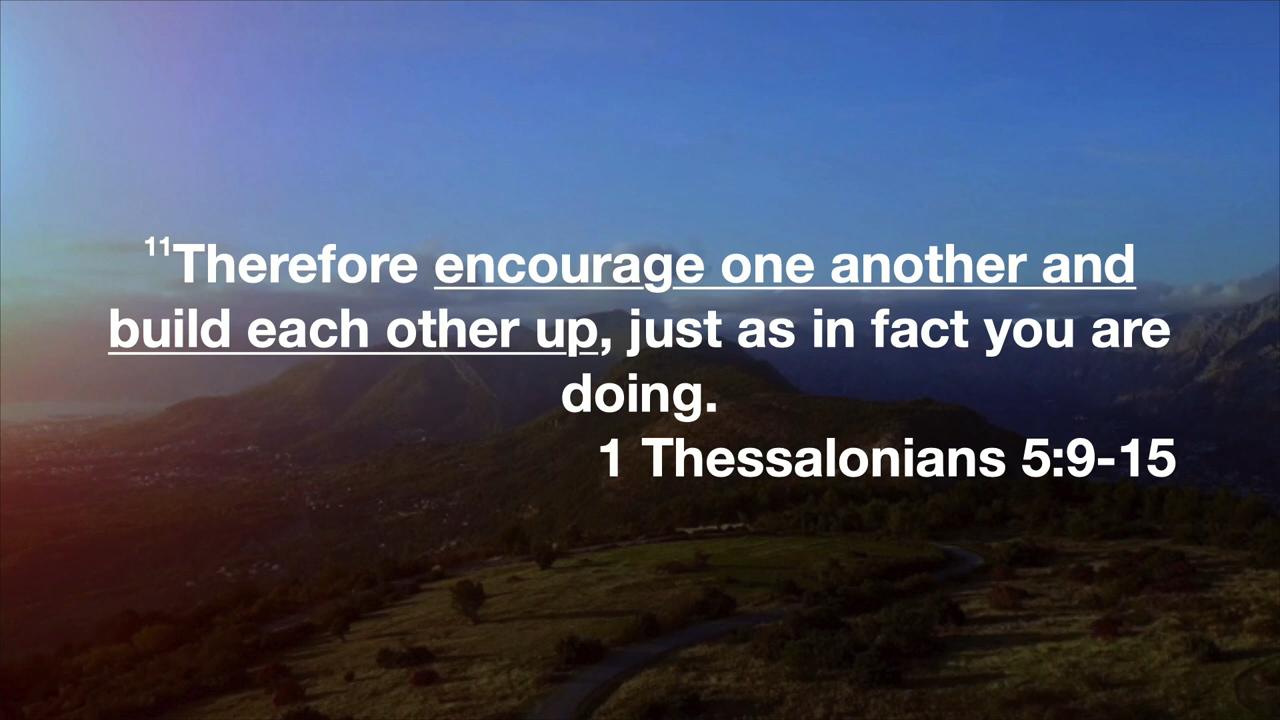 ¹¹Therefore encourage one another and
build each other up, just as in fact you are
doing.
1 Thessalonians 5:9-15